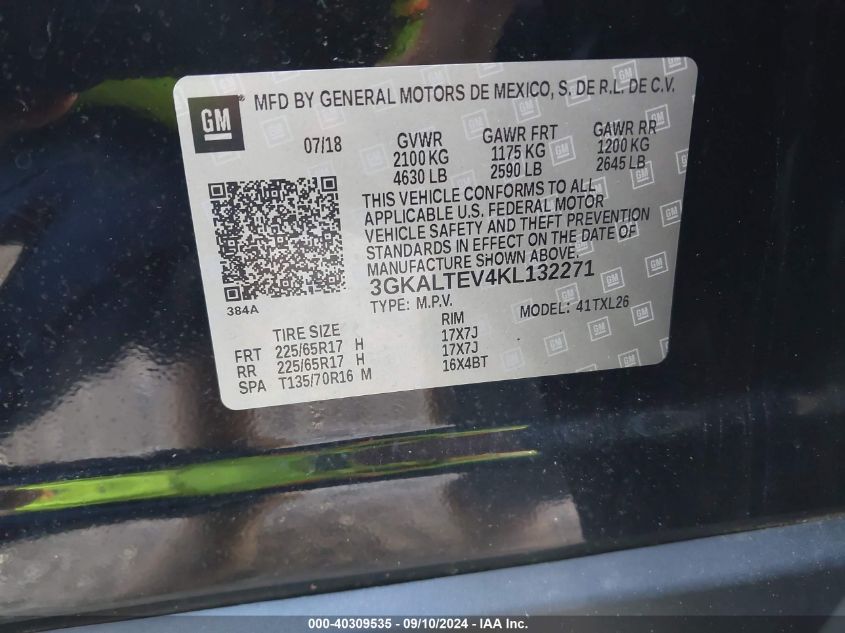 GM ® MFD BY GENERAL MOTORS DE MEXICO, S. DE R.L. DE C.V.
07/18 GVWR GAWR FRT GAWR RR
2100 KG 1175 KG 1200 KG
4630 LB 2590 LB 2645 LB
THIS VEHICLE CONFORMS TO ALL
APPLICABLE U.S. FEDERAL MOTOR
VEHICLE SAFETY AND THEFT PREVENTION
STANDARDS IN EFFECT ON THE DATE OF
MANUFACTURE SHOWN ABOVE.
3GKALTEV4KL132271
384A TYPE: M.P.V. MODEL: 41TXL26
TIRE SIZE RIM
FRT 225/65R17 H 17X7J
RR 225/65R17 H 17X7J
SPA T135/70R16 M 16X4BT
000-40309535 - 09/10/2024 - IAA Inc.